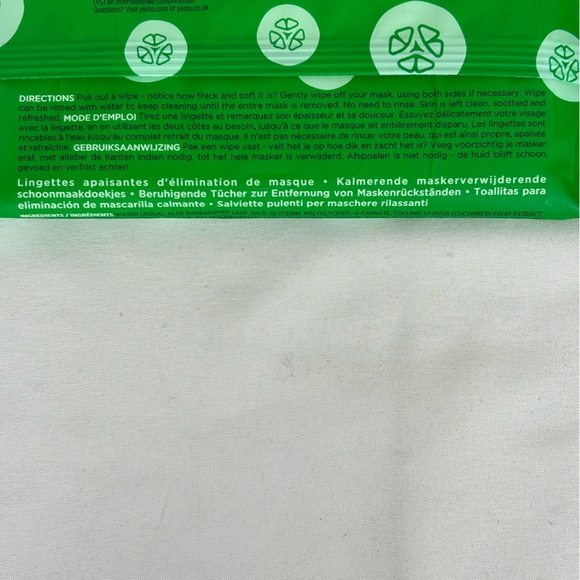 (VS) en internationale componenten
Questions? Visit yesto.com or yesto.co.uk
DIRECTIONS Pull out a wipe - notice how thick and soft it is? Gently wipe off your mask, using both sides if necessary. Wipe
can be rinsed with water to keep cleaning until the entire mask is removed. No need to rinse. Skin is left clean, soothed and
refreshed. MODE D'EMPLOI Tirez une lingette et remarquez son épaisseur et sa douceur. Essuyez délicatement votre visage
avec la lingette, en en utilisant les deux côtés au besoin, jusqu'à ce que le masque ait entièrement disparu. Les lingettes sont
rinçables à l'eau jusqu'au complet retrait du masque. Il n'est pas nécessaire de rincer votre peau, qui est ainsi propre, apaisée
et rafraîchie. GEBRUIKSAANWIJZING Pak een wipe vast - valt het je op hoe dik en zacht het is? Veeg voorzichtig je masker
eraf, met allebei de kanten indien nodig, tot het hele masker is verwijderd. Afspoelen is niet nodig - de huid blijft schoon,
gevoed en verfrist achter!
Lingettes apaisantes d'élimination de masque • Kalmerende maskerverwijderende
schoonmaakdoekjes • Beruhigende Tücher zur Entfernung von Maskenrückständen • Toallitas para
eliminación de mascarilla calmante • Salviette pulenti per maschere rilassanti
INGREDIENTS / INGRÉDIENTS: WATER (AQUA), ALOE BARBADENSIS LEAF JUICE, GLYCERIN, POLYGLYCERYL-4 CAPRATE, CUCUMIS SATIVUS (CUCUMBER) FRUIT EXTRACT,